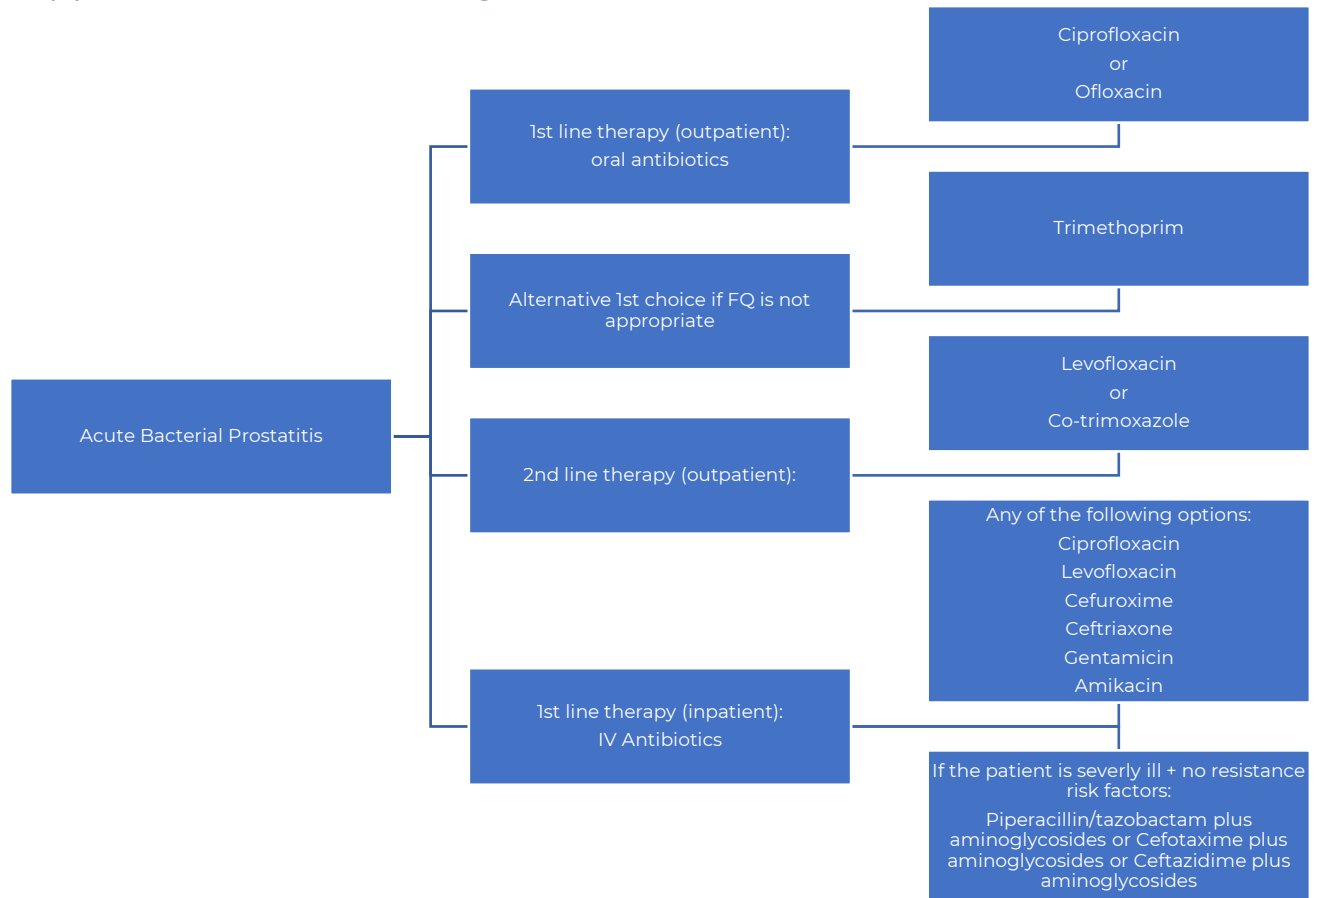 Acute Bacterial Prostatitis
1st line therapy (outpatient):
oral antibiotics
Ciprofloxacin
or
Ofloxacin
Alternative 1st choice if FQ is not
appropriate
Trimethoprim
2nd line therapy (outpatient):
Levofloxacin
or
Co-trimoxazole
1st line therapy (inpatient):
IV Antibiotics
Any of the following options:
Ciprofloxacin
Levofloxacin
Cefuroxime
Ceftriaxone
Gentamicin
Amikacin
If the patient is severly ill + no resistance
risk factors:
Piperacillin/tazobactam plus
aminoglycosides or Cefotaxime plus
aminoglycosides or Ceftazidime plus
aminoglycosides